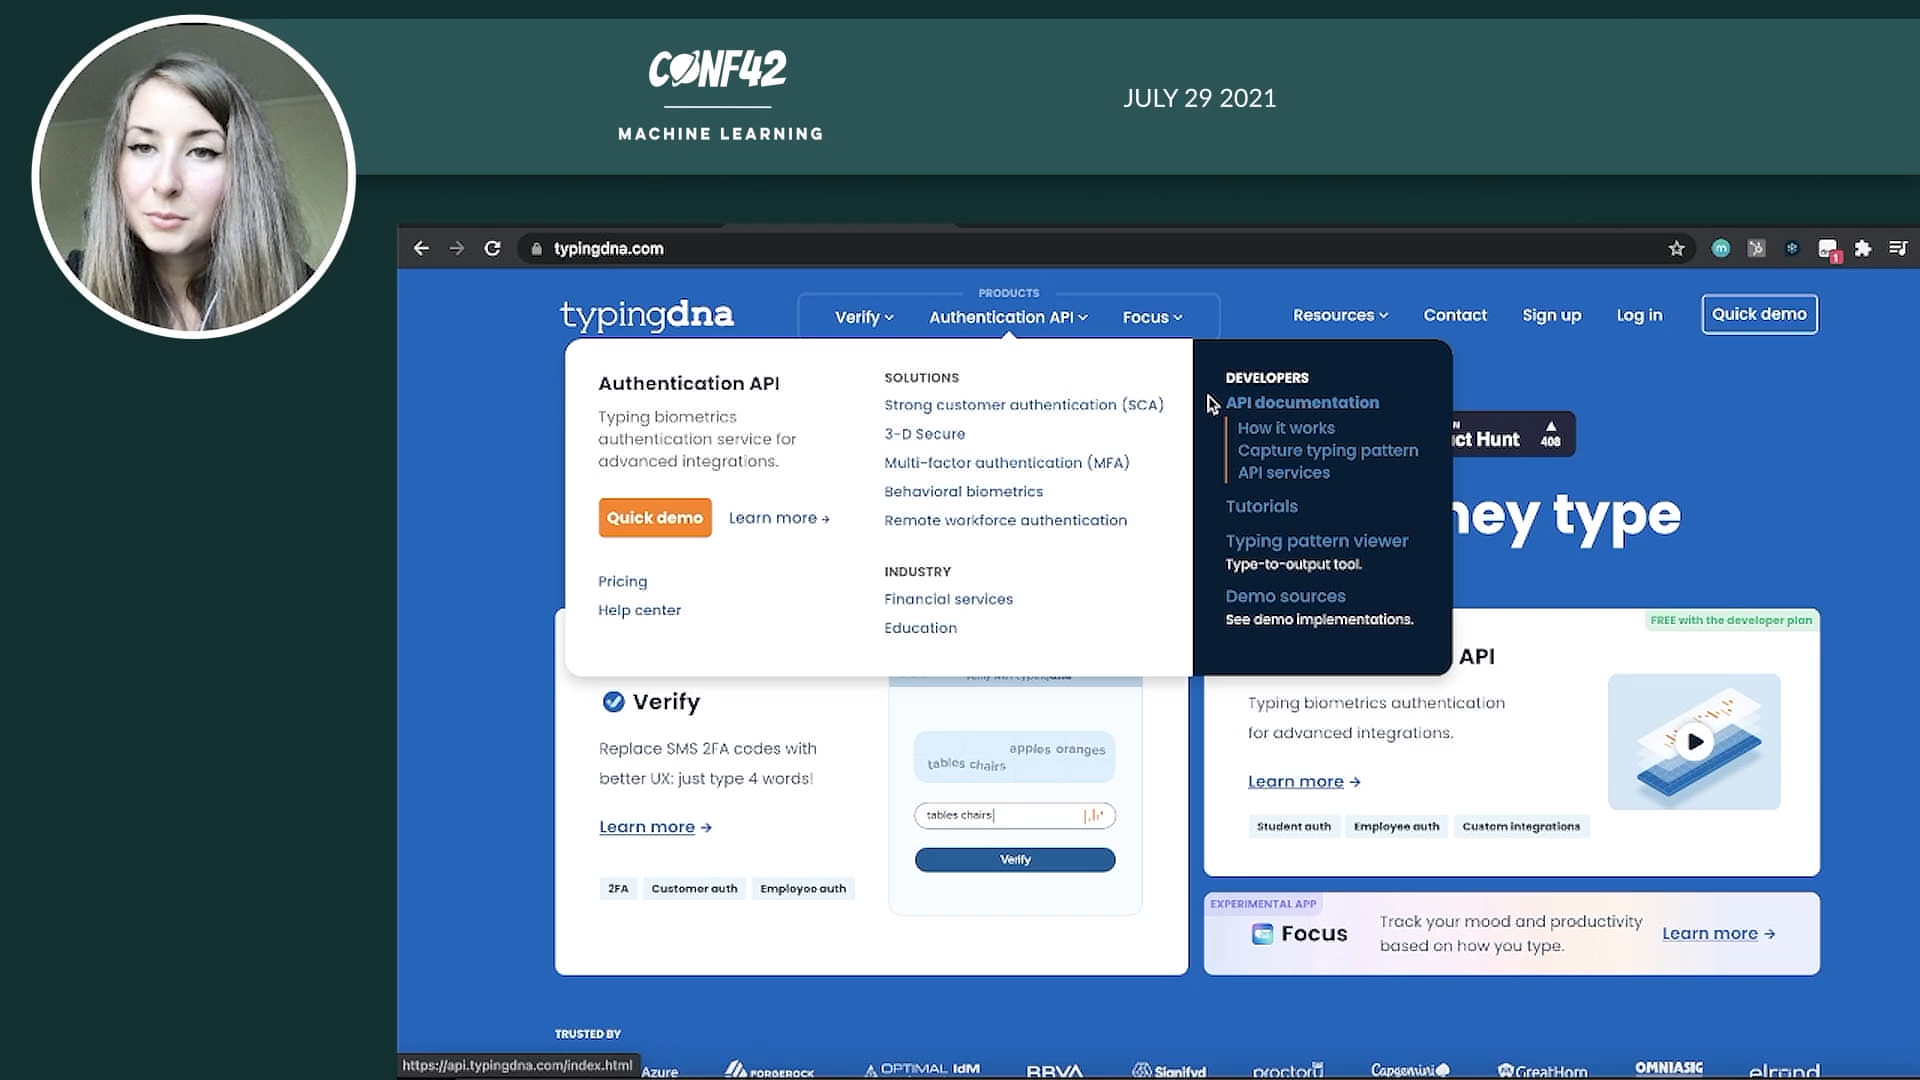 CONF42
MACHINE LEARNING
JULY 29 2021
typingdna.com
1
typingdna
PRODUCTS
Verify
Authentication API
Focus
Resources
Contact
Sign up
Log in
Quick demo
Authentication API
Typing biometrics
authentication service for
advanced integrations.
Quick demo
Learn more →
Pricing
Help center
SOLUTIONS
Strong customer authentication (SCA)
3-D Secure
Multi-factor authentication (MFA)
Behavioral biometrics
Remote workforce authentication
INDUSTRY
Financial services
Education
DEVELOPERS
API documentation
How it works
Capture typing pattern
API services
Tutorials
Typing pattern viewer
Type-to-output tool.
Demo sources
See demo implementations.
ct Hunt
408
ey type
Verify
Replace SMS 2FA codes with
better UX: just type 4 words!
Learn more →
2FA
Customer auth
Employee auth
apples oranges
tables chairs
tables chairs
Verify
FREE with the developer plan
API
Typing biometrics authentication
for advanced integrations.
Learn more →
Student auth
Employee auth
Custom integrations
EXPERIMENTAL APP
Focus
Track your mood and productivity
based on how you type.
Learn more →
TRUSTED BY
https://api.typingdna.com/index.html
Azure
FORGEROCK
OPTIMAL IdM
BBVA
Signifyd
proctoru
Capgemini
GreatHorn
OMNIASIG
elrond